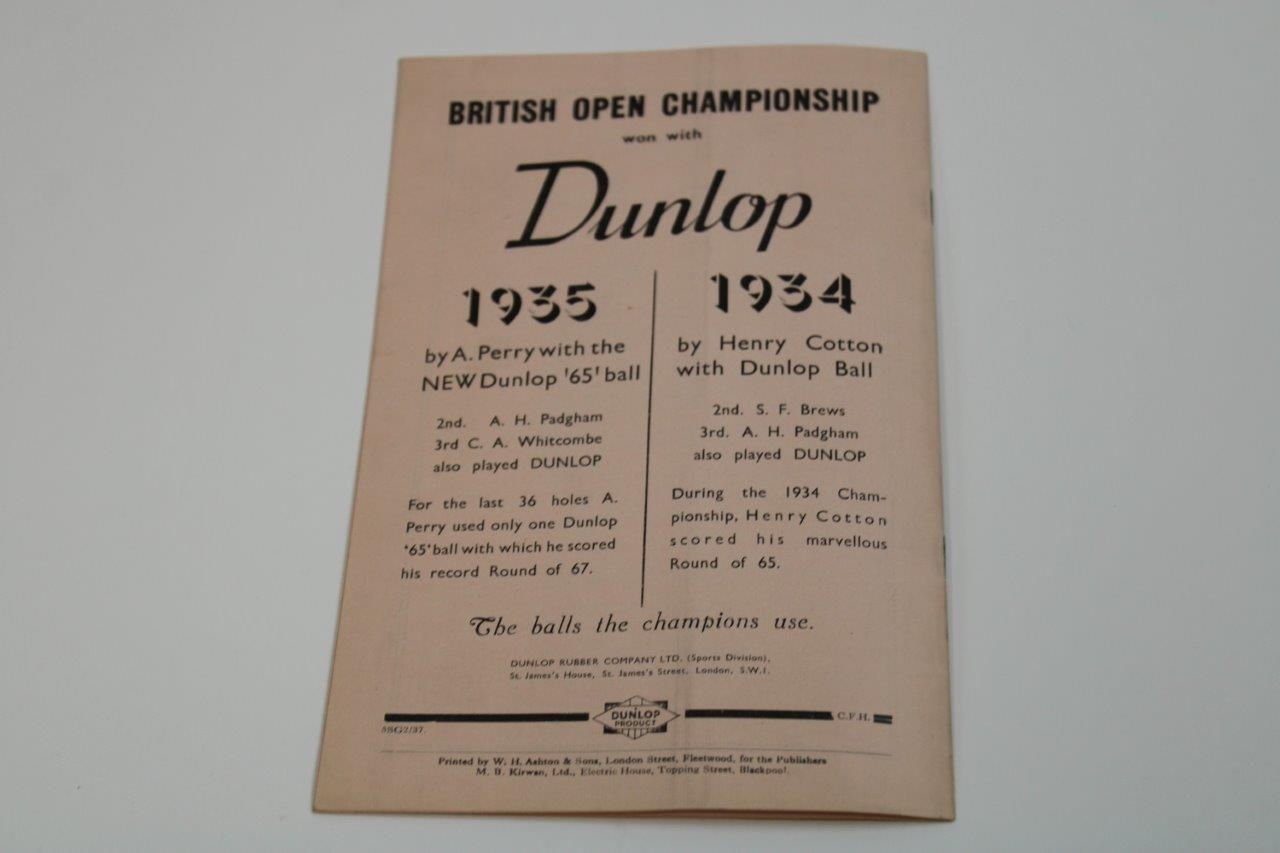 BRITISH OPEN CHAMPIONSHIP
won with
Dunlop
1935
by A. Perry with the
NEW Dunlop '65' ball
2nd. A. H. Padgham
3rd C. A. Whitcombe
also played DUNLOP
For the last 36 holes A.
Perry used only one Dunlop
'65' ball with which he scored
his record Round of 67.
1934
by Henry Cotton
with Dunlop Ball
2nd. S. F. Brews
3rd. A. H. Padgham
also played DUNLOP
During the 1934 Cham-
pionship, Henry Cotton
scored his marvellous
Round of 65.
The balls the champions use.
DUNLOP RUBBER COMPANY LTD. (Sports Division),
St. James's House, St. James's Street, London, S.W.1.
DUNLOP
PRODUCT
C.F.H.
Printed by W. H. Ashton & Sons, London Street, Fleetwood, for the Publishers
M. B. Kirwan, Ltd., Electric House, Topping Street, Blackpool.